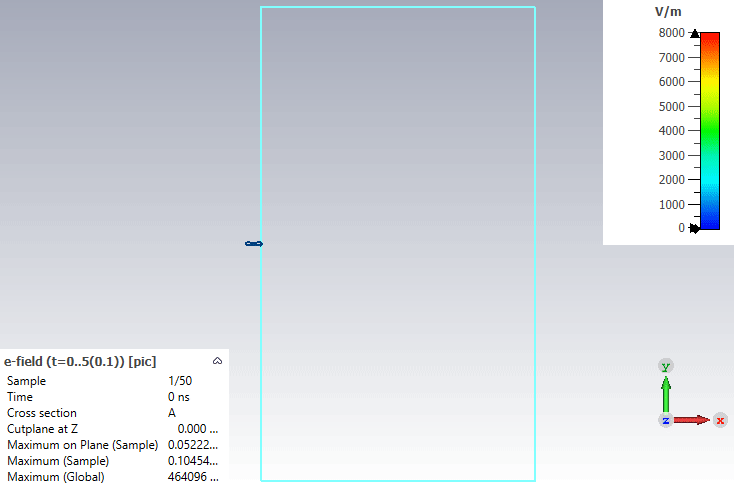 V/m
8000
7000
6000
5000
4000
3000
2000
1000
0
e-field (t=0..5(0.1)) [pic]
Sample 1/50
Time 0 ns
Cross section A
Cutplane at Z 0.000 ...
Maximum on Plane (Sample) 0.05222...
Maximum (Sample) 0.10454...
Maximum (Global) 464096 ...
y
z x